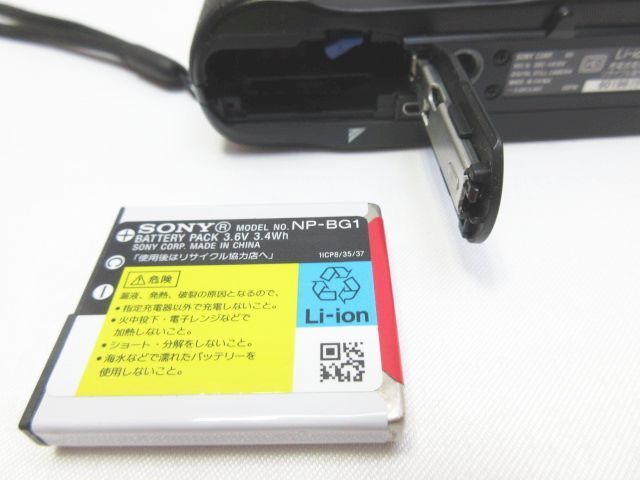 SONY® MODEL NO. NP-BG1
BATTERY PACK 3.6V 3.4Wh
SONY CORP. MADE IN CHINA
「使用後はリサイクル協力店へ」
1ICP8/35/37
⚠危険
漏液、発熱、破裂の原因となるので、
•指定充電器以外で充電しないこと。
•火中投下・電子レンジなどで
加熱しないこと。
•ショート・分解をしないこと。
•海水などで濡れたバッテリーを
使用しないこと。
Li-ion
SONY CORP.
DIGITAL STILL CAMERA